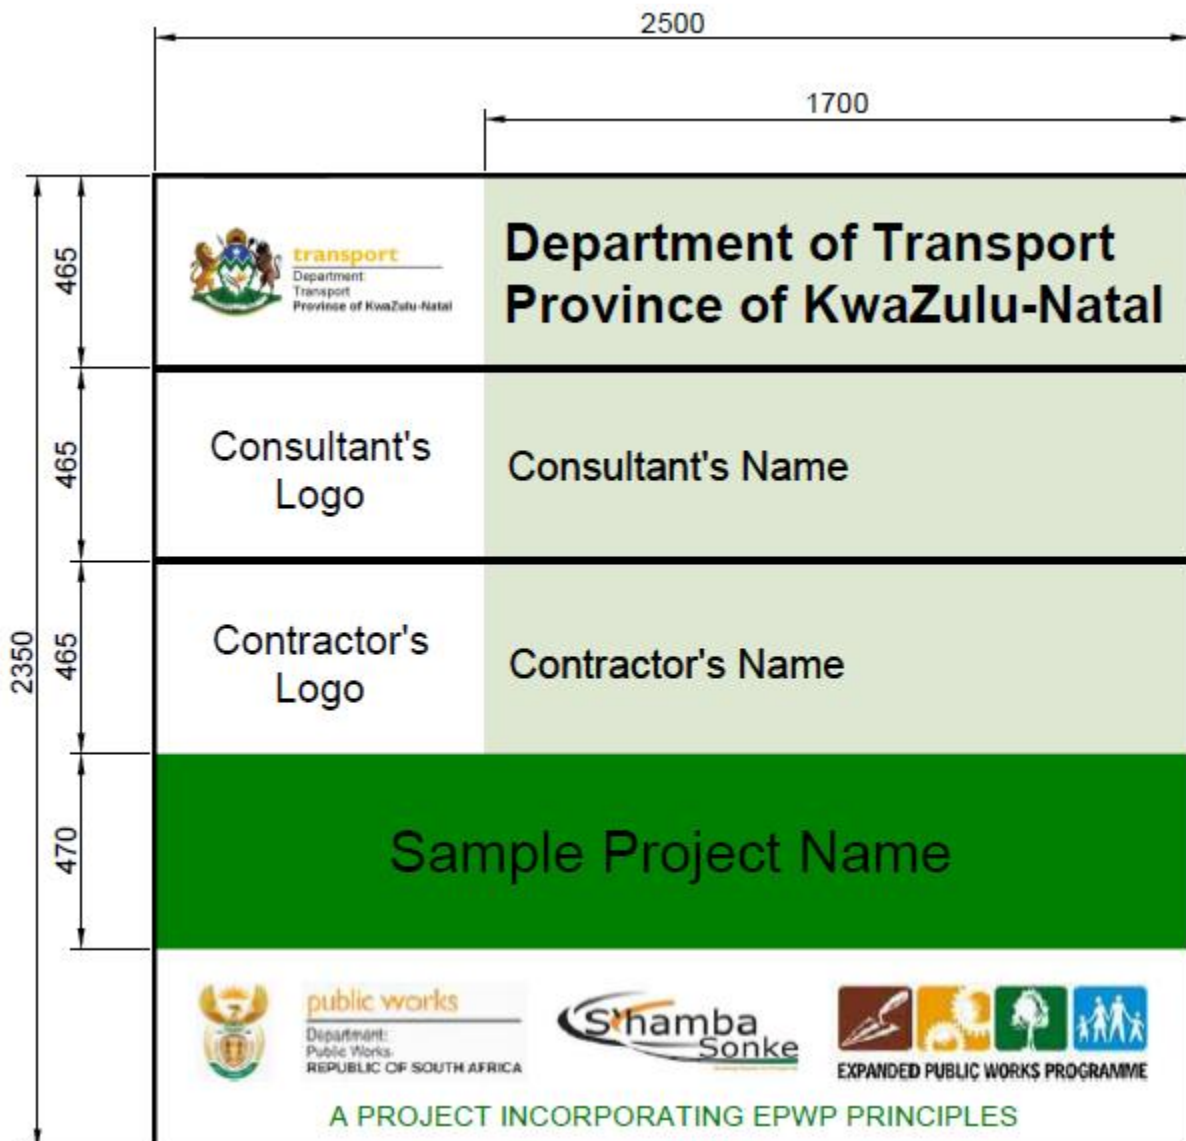 2500
1700
2350
465
transport
Department
Transport
Province of KwaZulu-Natal
Department of Transport
Province of KwaZulu-Natal
465
Consultant's
Logo
Consultant's Name
465
Contractor's
Logo
Contractor's Name
470
Sample Project Name
public works
Department:
Public Works
REPUBLIC OF SOUTH AFRICA
S'hamba
Sonke
EXPANDED PUBLIC WORKS PROGRAMME
A PROJECT INCORPORATING EPWP PRINCIPLES